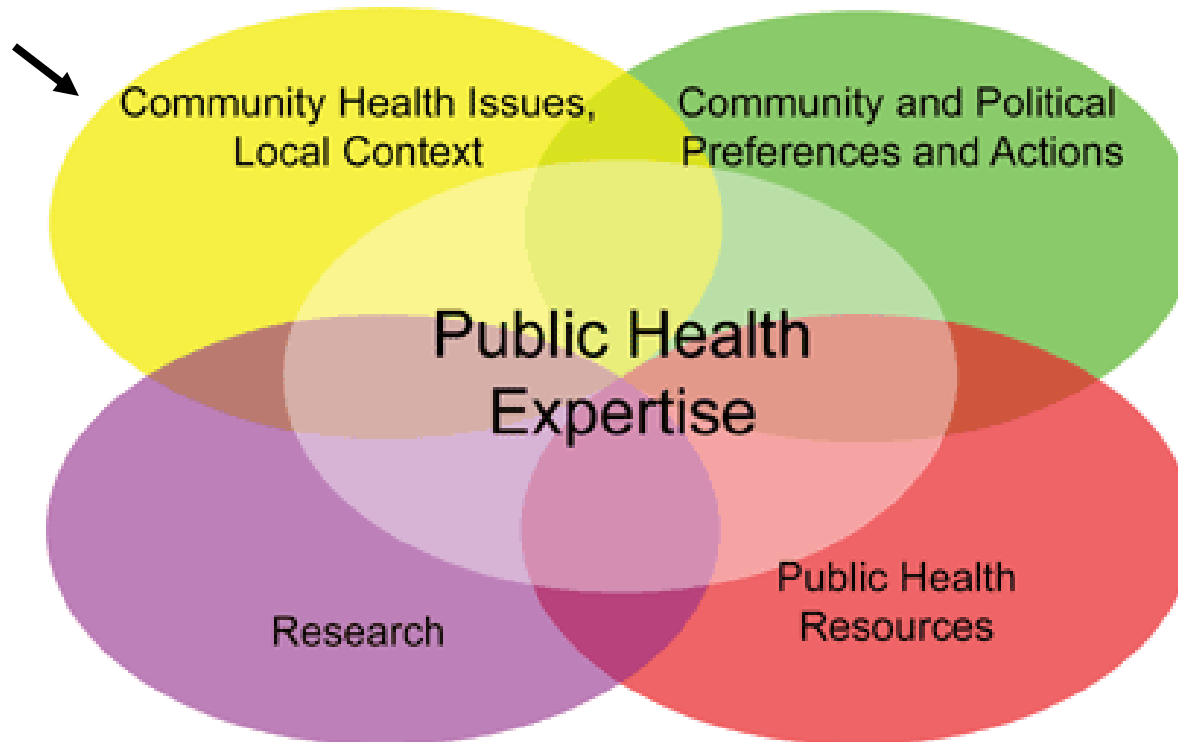 Community Health Issues,
Local Context
Community and Political
Preferences and Actions
Public Health
Expertise
Research
Public Health
Resources